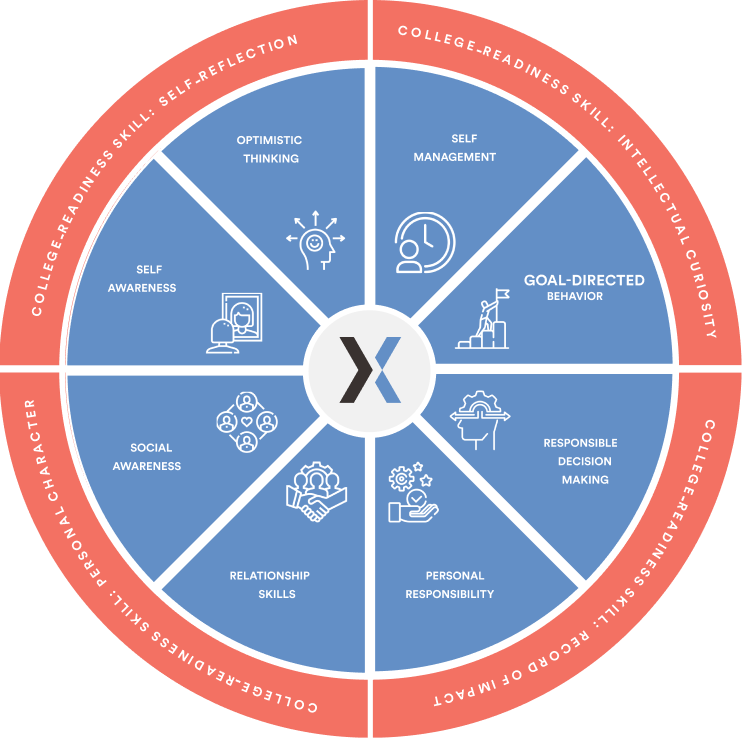 COLLEGE-READINESS SKILL: SELF-REFLECTION
COLLEGE-READINESS SKILL: INTELLECTUAL CURIOSITY
OPTIMISTIC
THINKING
SELF
MANAGEMENT
SELF
AWARENESS
GOAL-DIRECTED
BEHAVIOR
SOCIAL
AWARENESS
RESPONSIBLE
DECISION
MAKING
RELATIONSHIP
SKILLS
PERSONAL
RESPONSIBILITY
COLLEGE-READINESS SKILL: PERSONAL CHARACTER
COLLEGE-READINESS SKILL: RECORD OF IMPACT